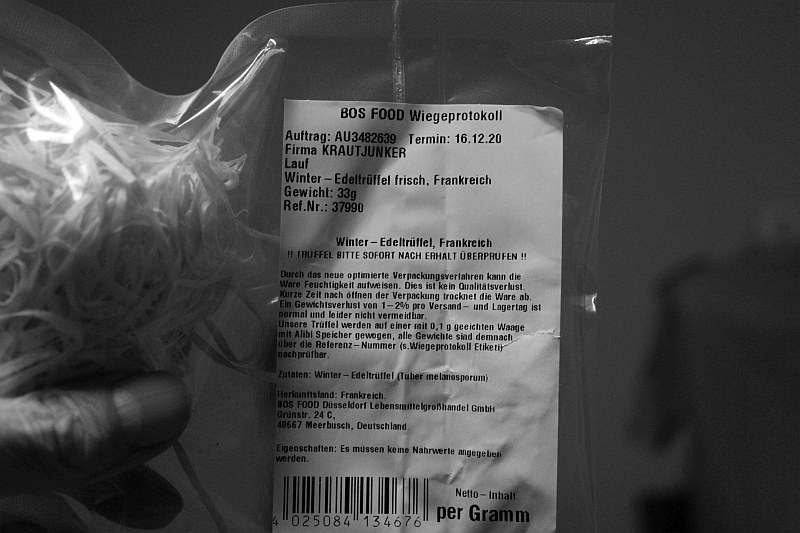 BOS FOOD Wiegeprotokoll
Auftrag: AU3482639 Termin: 16.12.20
Firma KRAUTJUNKER
Lauf
Winter – Edeltrüffel frisch, Frankreich
Gewicht: 33g
Ref.Nr.: 37990
Winter – Edeltrüffel, Frankreich
!! TRÜFFEL BITTE SOFORT NACH ERHALT ÜBERPRÜFEN !!
Durch das neue optimierte Verpackungsverfahren kann die
Ware Feuchtigkeit aufweisen. Dies ist kein Qualitätsverlust.
Kurze Zeit nach öffnen der Verpackung trocknet die Ware ab.
Ein Gewichtsverlust von 1–2% pro Versand– und Lagertag ist
normal und leider nicht vermeidbar.
Unsere Trüffel werden auf einer mit 0,1 g geeichten Waage
mit Alibi Speicher gewogen, alle Gewichte sind demnach
über die Referenz–Nummer (s.Wiegeprotokoll Etikett)
nachprüfbar.
Zutaten: Winter–Edeltrüffel (Tuber melanosporum)
Herkunftsland: Frankreich.
BOS FOOD Düsseldorf Lebensmittelgroßhandel GmbH
Grünstr. 24 C,
40667 Meerbusch, Deutschland
Eigenschaften: Es müssen keine Nährwerte angegeben
werden.
Netto–Inhalt
per Gramm
4 025084 134676